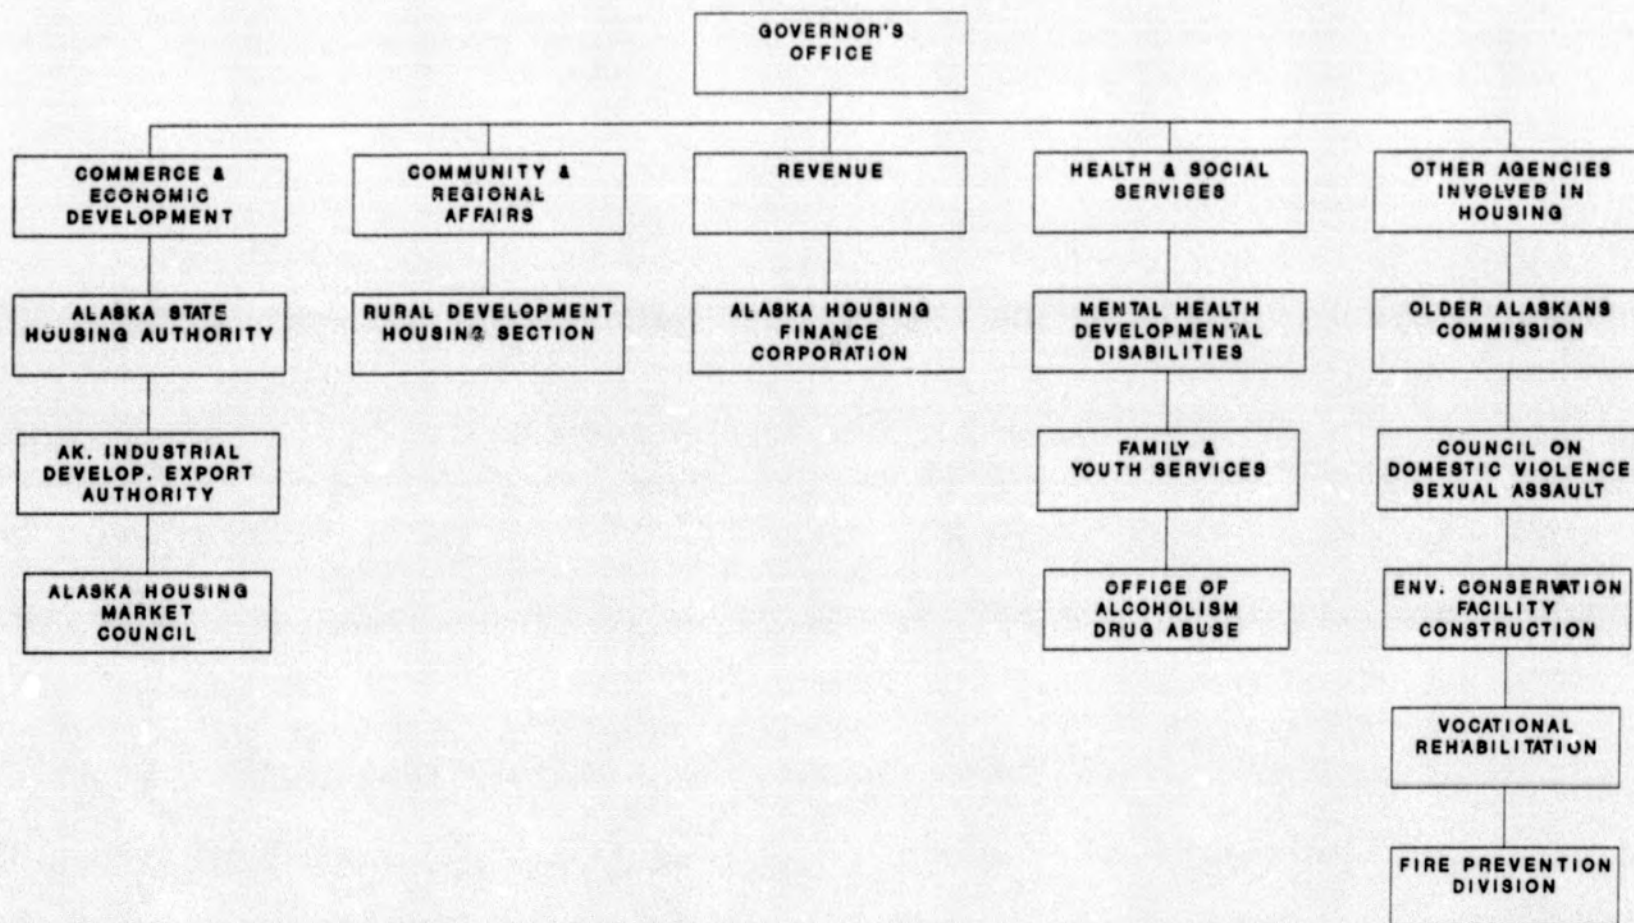 GOVERNOR'S
OFFICE
COMMERCE &
ECONOMIC
DEVELOPMENT
COMMUNITY &
REGIONAL
AFFAIRS
REVENUE
HEALTH & SOCIAL
SERVICES
OTHER AGENCIES
INVOLVED IN
HOUSING
ALASKA STATE
HOUSING AUTHORITY
RURAL DEVELOPMENT
HOUSING SECTION
ALASKA HOUSING
FINANCE
CORPORATION
MENTAL HEALTH
DEVELOPMENTAL
DISABILITIES
OLDER ALASKANS
COMMISSION
AK. INDUSTRIAL
DEVELOP. EXPORT
AUTHORITY
FAMILY &
YOUTH SERVICES
COUNCIL ON
DOMESTIC VIOLENCE
SEXUAL ASSAULT
ALASKA HOUSING
MARKET
COUNCIL
OFFICE OF
ALCOHOLISM
DRUG ABUSE
ENV. CONSERVATION
FACILITY
CONSTRUCTION
VOCATIONAL
REHABILITATION
FIRE PREVENTION
DIVISION